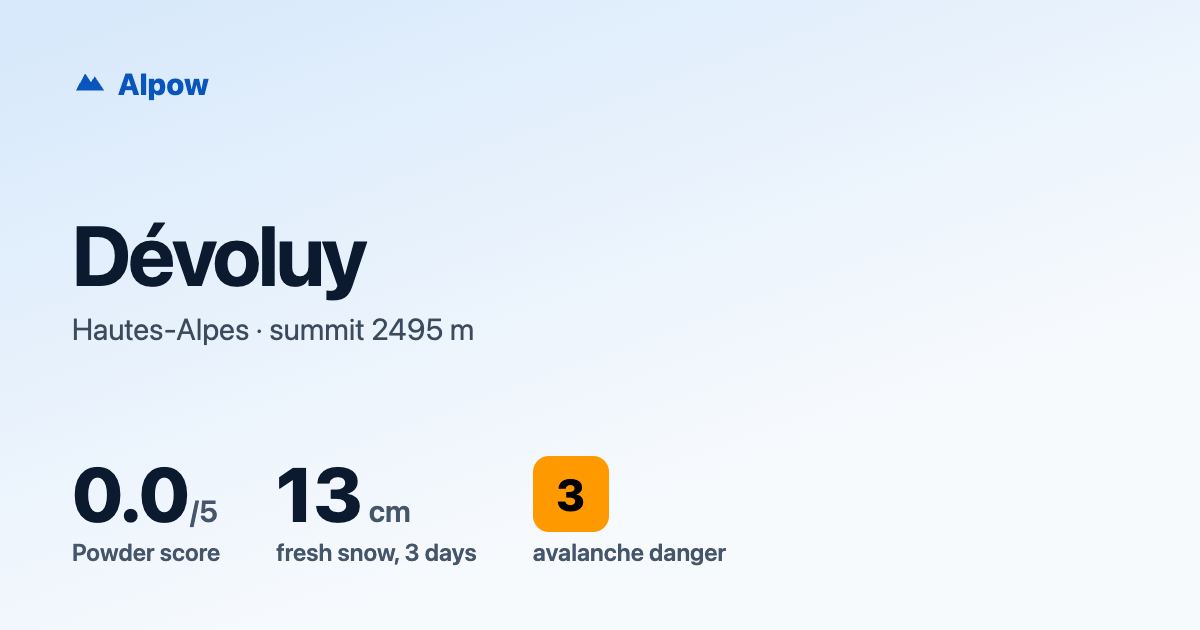 Alpow
Dévoluy
Hautes-Alpes · summit 2495 m
0.0/5 13 cm 3
Powder score fresh snow, 3 days avalanche danger